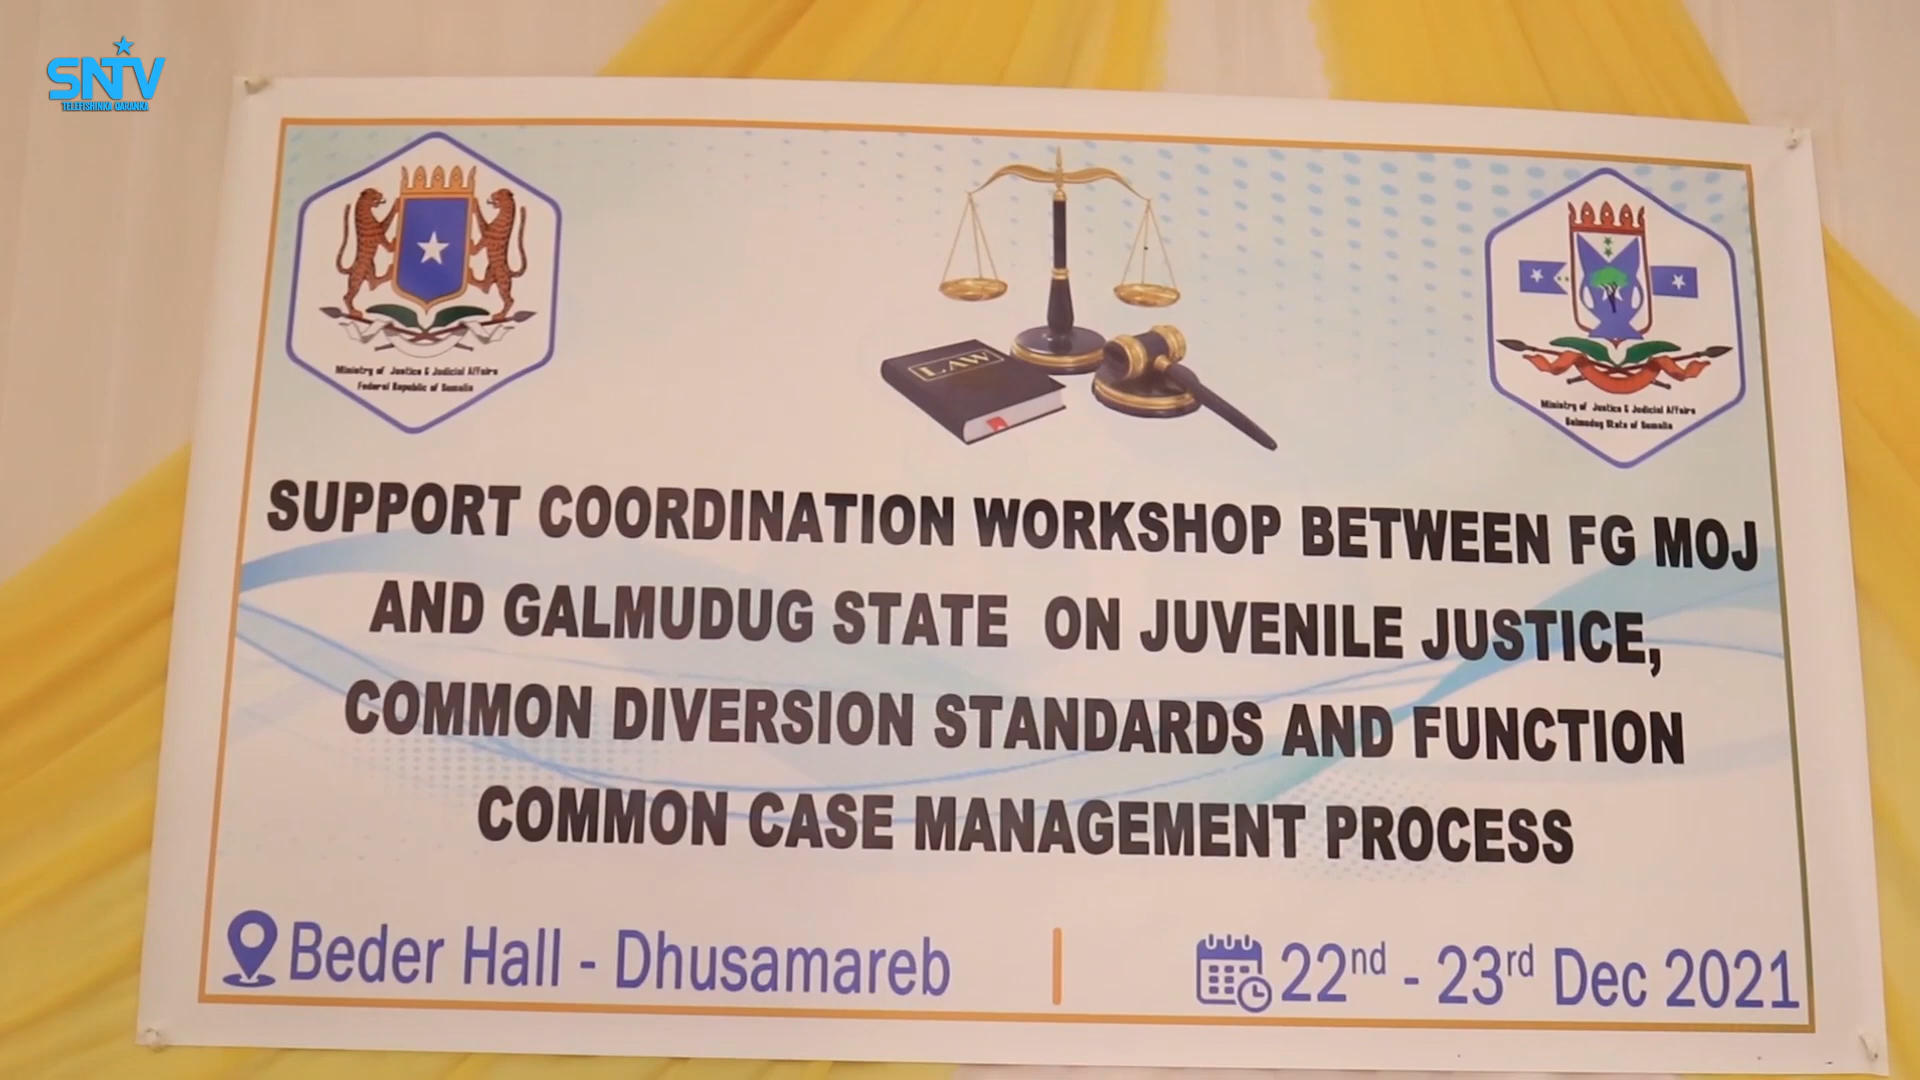 SNTV
TELEFISHINKA QARANKA
Ministry of Justice & Judicial Affairs
Federal Republic of Somalia
LAW
Ministry of Justice & Judicial Affairs
Galmudug State of Somalia
SUPPORT COORDINATION WORKSHOP BETWEEN FG MOJ
AND GALMUDUG STATE ON JUVENILE JUSTICE,
COMMON DIVERSION STANDARDS AND FUNCTION
COMMON CASE MANAGEMENT PROCESS
Beder Hall - Dhusamareb
22nd - 23rd Dec 2021